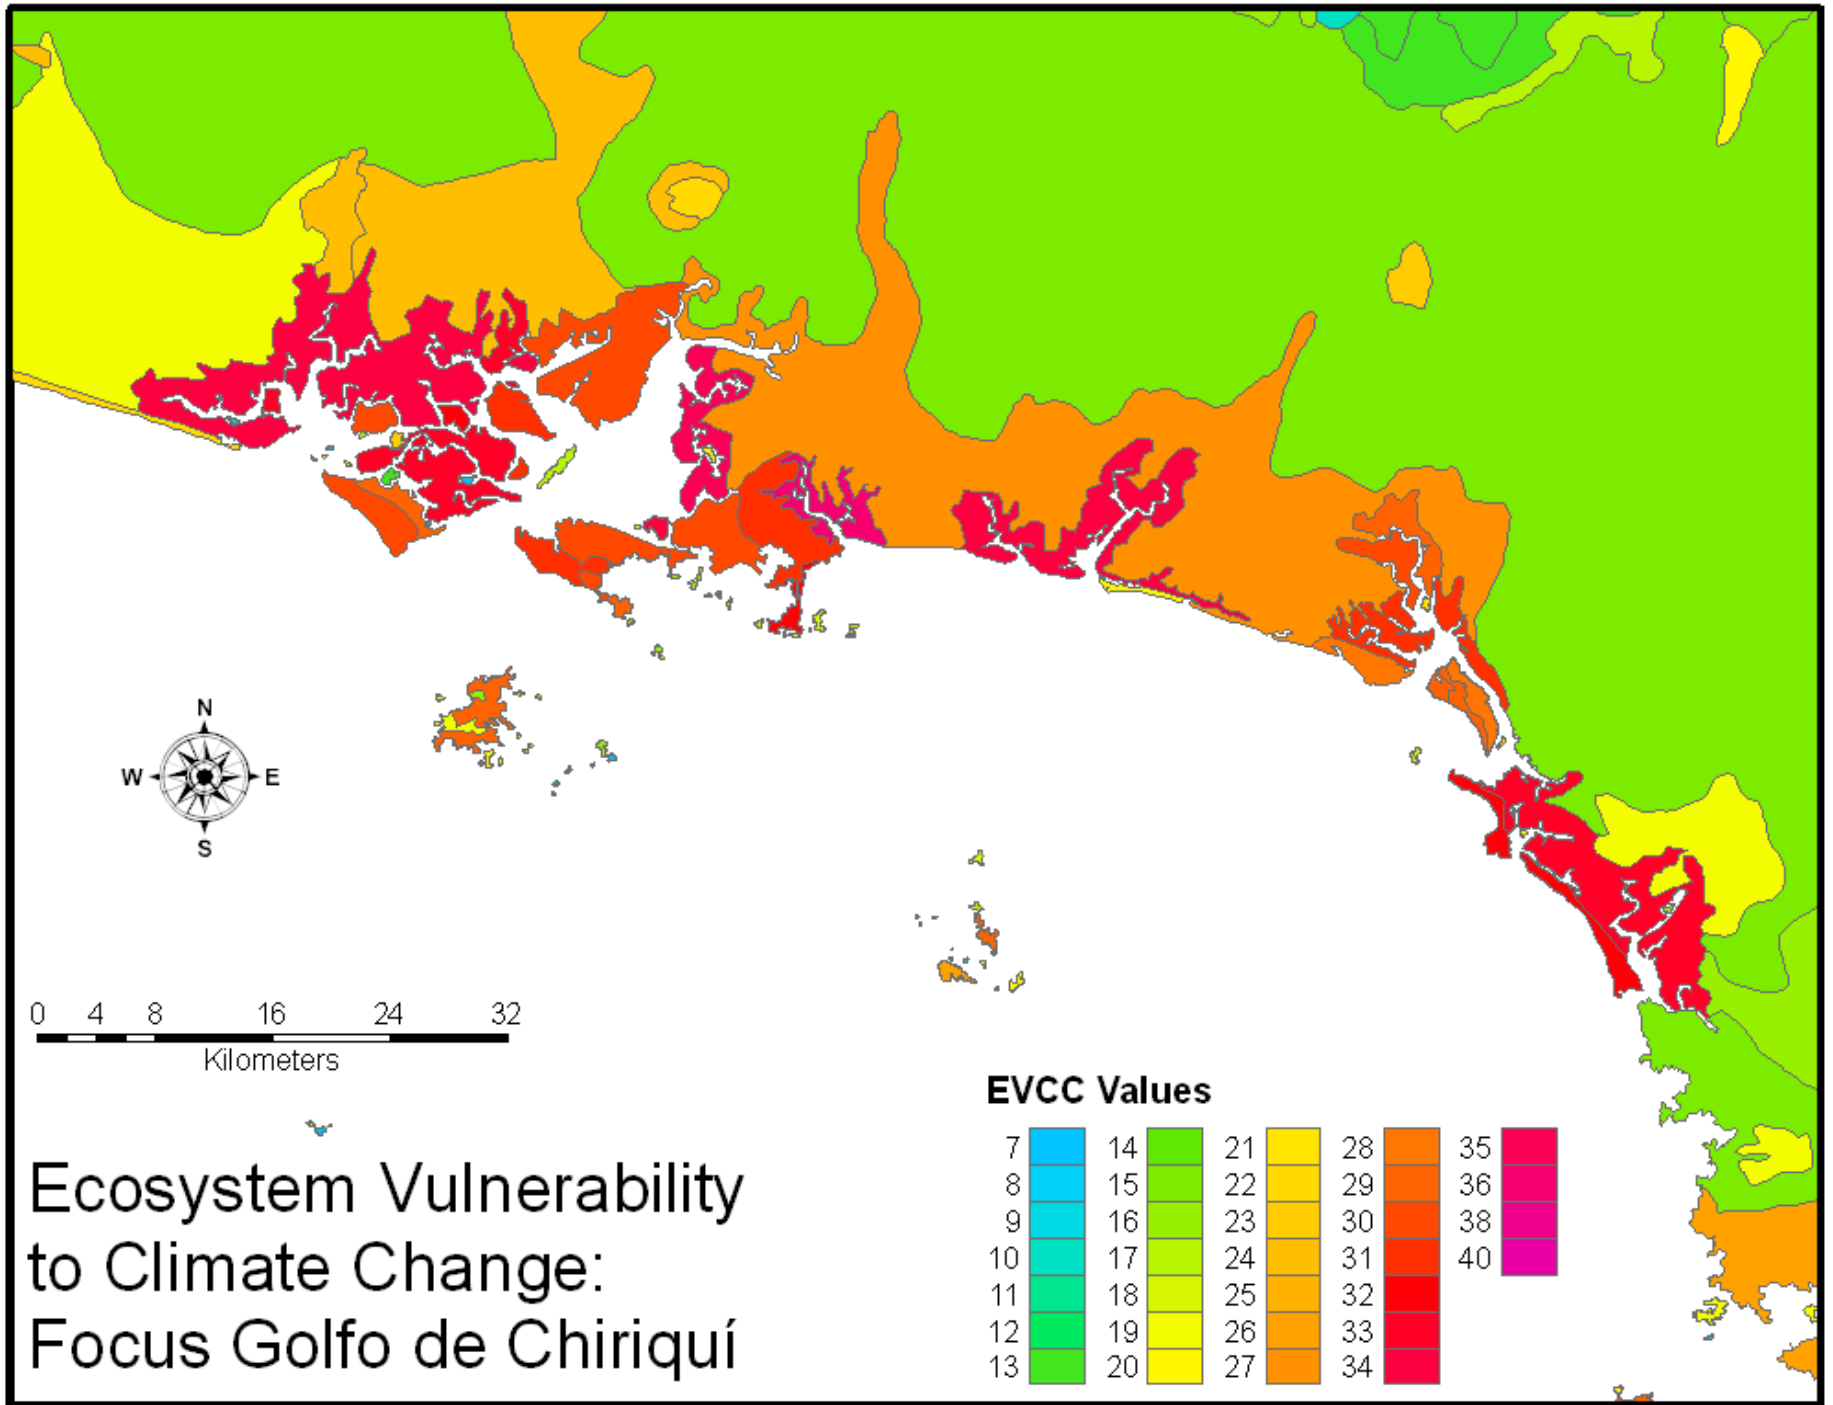 N
W E
S
0 4 8 16 24 32
Kilometers
EVCC Values
7 14 21 28 35
8 15 22 29 36
9 16 23 30 38
10 17 24 31 40
11 18 25 32
12 19 26 33
13 20 27 34
Ecosystem Vulnerability
to Climate Change:
Focus Golfo de Chiriquí